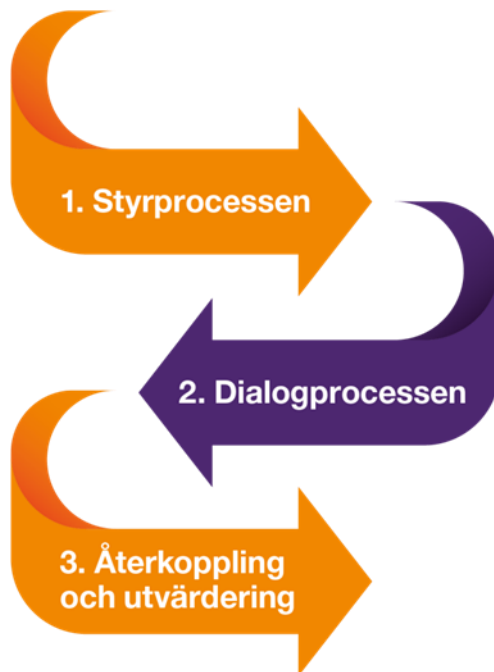 1. Styrprocessen
2. Dialogprocessen
3. Återkoppling
och utvärdering